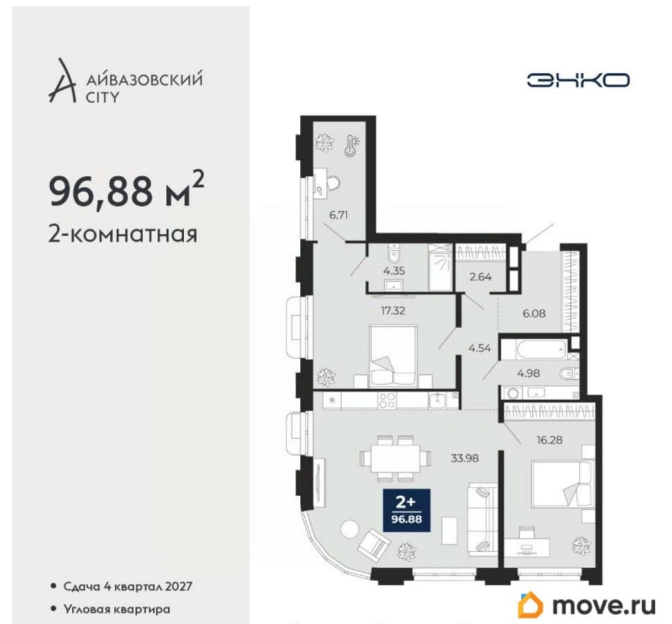 АЙВАЗОВСКИЙ
CITY
ЭНКО
96,88 м²
2-комнатная
6.71
4.35
2.64
17.32
6.08
4.54
4.98
16.28
33.98
2+
96.88
• Сдача 4 квартал 2027
• Угловая квартира
move.ru